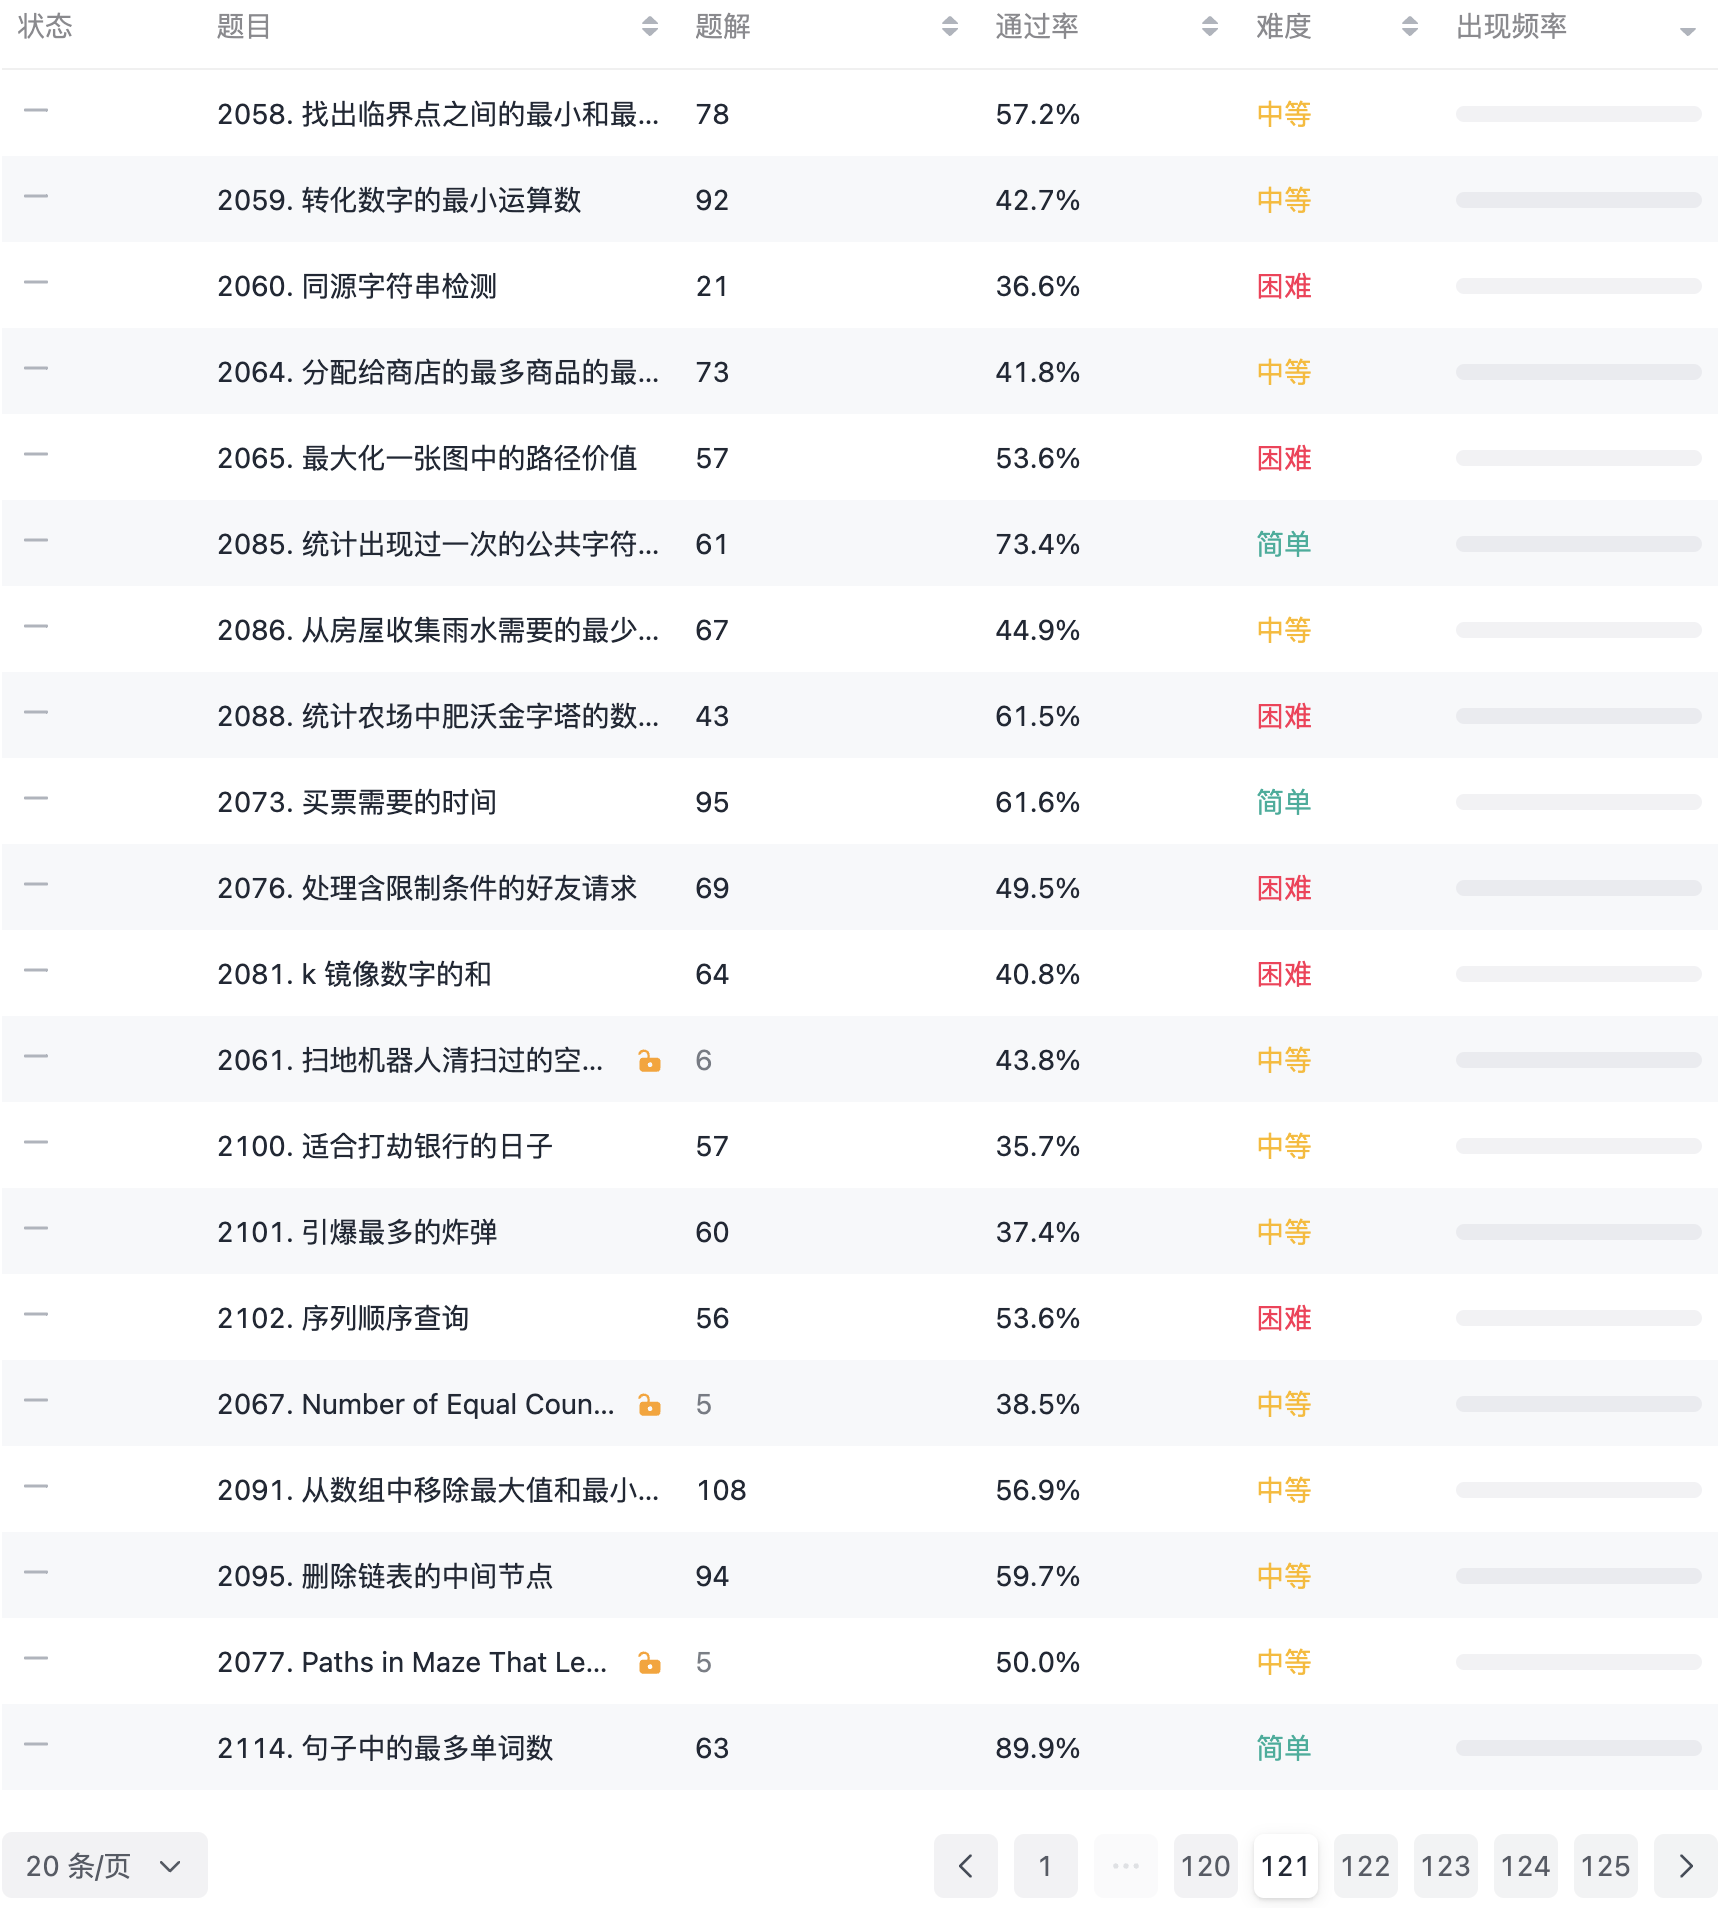 状态 题目 题解 通过率 难度 出现频率
2058. 找出临界点之间的最小和最... 78 57.2% 中等
2059. 转化数字的最小运算数 92 42.7% 中等
2060. 同源字符串检测 21 36.6% 困难
2064. 分配给商店的最多商品的最... 73 41.8% 中等
2065. 最大化一张图中的路径价值 57 53.6% 困难
2085. 统计出现过一次的公共字符... 61 73.4% 简单
2086. 从房屋收集雨水需要的最少... 67 44.9% 中等
2088. 统计农场中肥沃金字塔的数... 43 61.5% 困难
2073. 买票需要的时间 95 61.6% 简单
2076. 处理含限制条件的好友请求 69 49.5% 困难
2081. k 镜像数字的和 64 40.8% 困难
2061. 扫地机器人清扫过的空... 6 43.8% 中等
2100. 适合打劫银行的日子 57 35.7% 中等
2101. 引爆最多的炸弹 60 37.4% 中等
2102. 序列顺序查询 56 53.6% 困难
2067. Number of Equal Coun... 5 38.5% 中等
2091. 从数组中移除最大值和最小... 108 56.9% 中等
2095. 删除链表的中间节点 94 59.7% 中等
2077. Paths in Maze That Le... 5 50.0% 中等
2114. 句子中的最多单词数 63 89.9% 简单
20 条/页 1 ··· 120 121 122 123 124 125